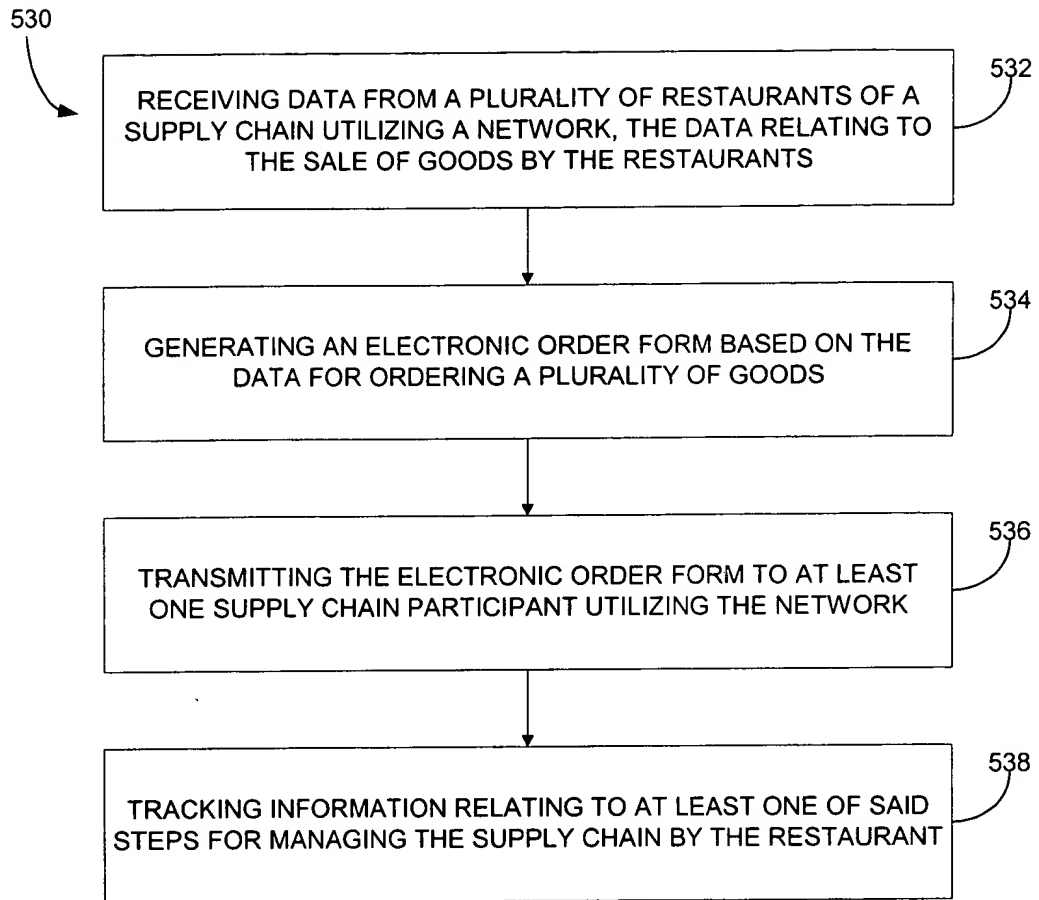 530
532
RECEIVING DATA FROM A PLURALITY OF RESTAURANTS OF A
SUPPLY CHAIN UTILIZING A NETWORK, THE DATA RELATING TO
THE SALE OF GOODS BY THE RESTAURANTS
534
GENERATING AN ELECTRONIC ORDER FORM BASED ON THE
DATA FOR ORDERING A PLURALITY OF GOODS
536
TRANSMITTING THE ELECTRONIC ORDER FORM TO AT LEAST
ONE SUPPLY CHAIN PARTICIPANT UTILIZING THE NETWORK
538
TRACKING INFORMATION RELATING TO AT LEAST ONE OF SAID
STEPS FOR MANAGING THE SUPPLY CHAIN BY THE RESTAURANT